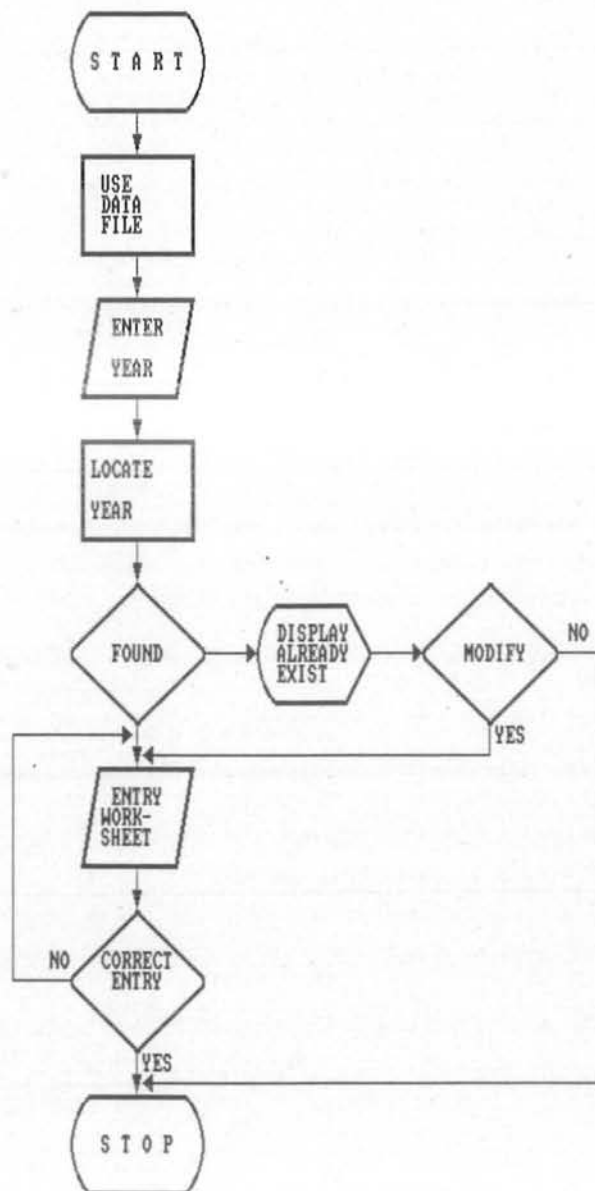 S T A R T
USE
DATA
FILE
ENTER
YEAR
LOCATE
YEAR
FOUND
DISPLAY
ALREADY
EXIST
MODIFY
NO
YES
ENTRY
WORK-
SHEET
NO
CORRECT
ENTRY
YES
S T O P